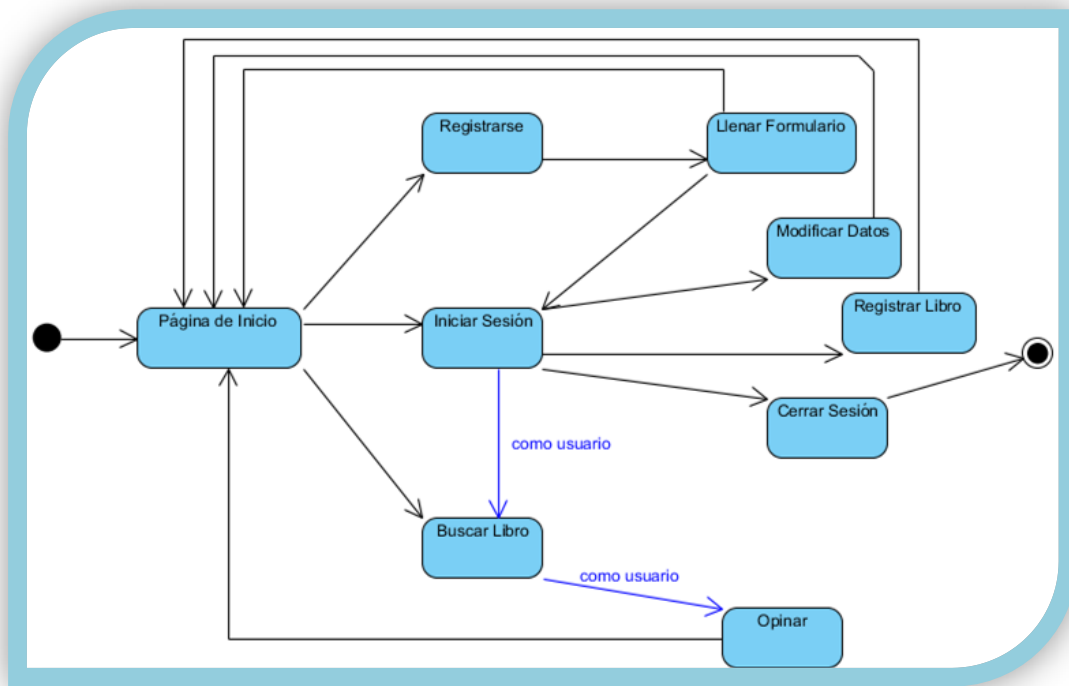 Registrarse
Llenar Formulario
Modificar Datos
Registrar Libro
Página de Inicio
Iniciar Sesión
Cerrar Sesión
como usuario
Buscar Libro
como usuario
Opinar